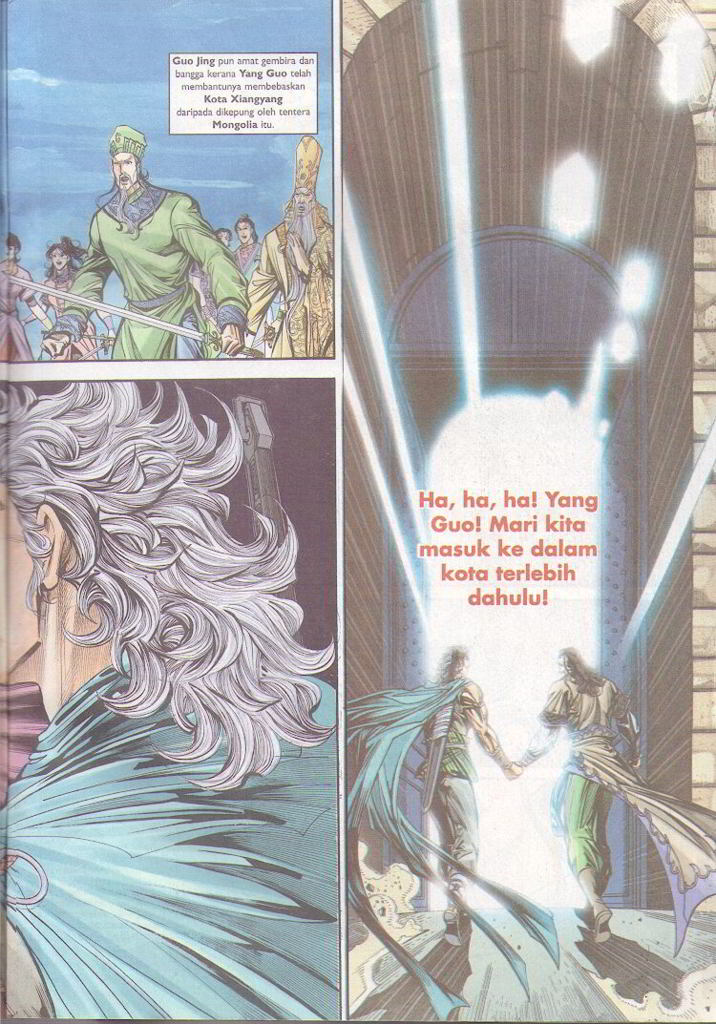 Guo Jing pun amat gembira dan
bangga kerana Yang Guo telah
membantunya membebaskan
Kota Xiangyang
daripada dikepung oleh tentera
Mongolia itu.
Ha, ha, ha! Yang
Guo! Mari kita
masuk ke dalam
kota terlebih
dahulu!